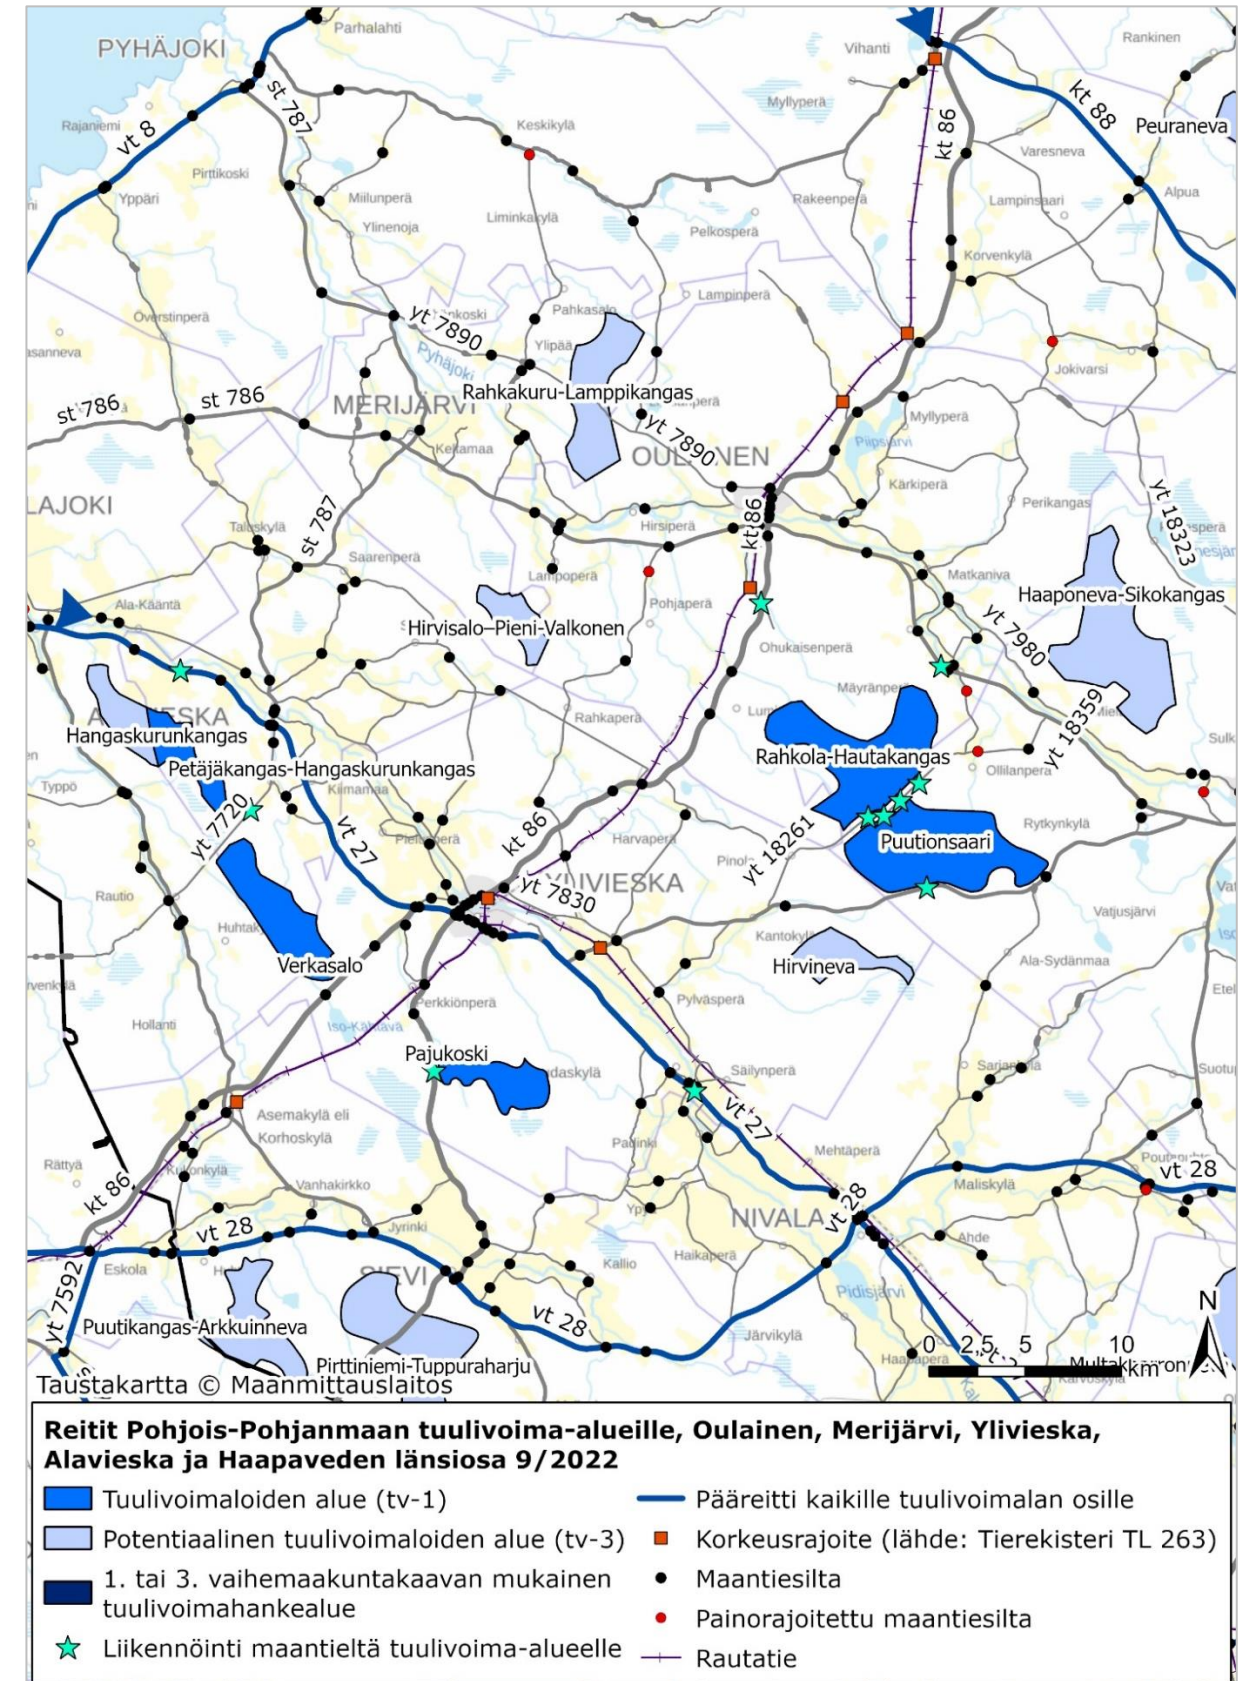 Parhalahti
PYHÄJOKI
Vihanti
Rankinen
st 787
kt 88
Myllyperä
Rajaniemi
vt 8
Keskikylä
kt 86
Peuraneva
Varesneva
Pirttikoski
Yppäri
Miilunperä
Liminkakylä
Rakeenperä
Lampinsaari
Alpua
Ylinenoja
Pelkosperä
Korvenkylä
Lampinperä
Överstinperä
Pahkasalo
yt 7890
Pyhäjoki
Ylipää
Jokivarsi
Rahkakuru-Lamppikangas
st 786
st 786
MERIJÄRVI
Myllyperä
yt 7890
Piipsjärvi
Keltamaa
Kärkiperä
Perikangas
yt 18323
Talaskylä
Hirsiperä
kt 86
st 787
Saarenperä
Lampoperä
Matkaniva
Ala-Kääntä
Pohjaperä
Haaponeva-Sikokangas
Hirvisalo–Pieni-Valkonen
yt 7980
Ohukaisenperä
Mäyränperä
Rahkaperä
yt 18359
Hangaskurunkangas
Rahkola-Hautakangas
Petäjäkangas-Hangaskurunkangas
Ollilanperä
Typpö
Kiimamaa
yt 7720
vt 27
kt 86
Harvaperä
Rytkynkylä
yt 18261
Puutionsaari
yt 7830
Rautio
Vatjusjärvi
Kantokylä
Verkasalo
Hirvineva
Ala-Sydänmaa
Perkkiönperä
Pylväsperä
Hollanti
Iso-Kähtävä
Pajukoski
Säilynperä
vt 27
Asemakylä eli
Korhoskylä
Padinki
Mehtäperä
Rättyä
vt 28
Vanhakirkko
Maliskylä
kt 86
vt 28
NIVALA
vt 28
Jyrinki
Haikaperä
Ahde
Eskola
Kallio
SIEVI
Pidisjärvi
yt 7592
Puutikangas-Arkkuinneva
vt 28
Järvikylä
N
Pirttiniemi-Tuppuraharju
0 2,5 5 10
km
Taustakartta © Maanmittauslaitos
Reitit Pohjois-Pohjanmaan tuulivoima-alueille, Oulainen, Merijärvi, Ylivieska,
Alavieska ja Haapaveden länsiosa 9/2022
Tuulivoimaloiden alue (tv-1)
Potentiaalinen tuulivoimaloiden alue (tv-3)
1. tai 3. vaihemaakuntakaavan mukainen
tuulivoimahankealue
Liikennöinti maantieltä tuulivoima-alueelle
Pääreitti kaikille tuulivoimalan osille
Korkeusrajoite (lähde: Tierekisteri TL 263)
Maantiesilta
Painorajoitettu maantiesilta
Rautatie